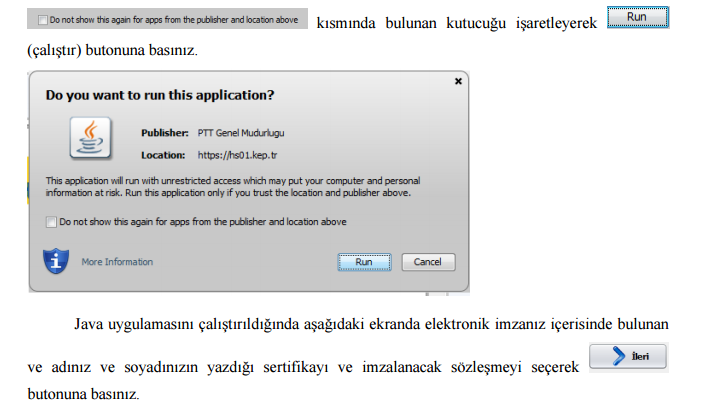 Do not show this again for apps from the publisher and location above kısmında bulunan kutucuğu işaretleyerek Run
(çalıştır) butonuna basınız.
Do you want to run this application?
Publisher: PTT Genel Mudurlugu
Location: https://hs01.kep.tr
This application will run with unrestricted access which may put your computer and personal
information at risk. Run this application only if you trust the location and publisher above.
Do not show this again for apps from the publisher and location above
More Information Run Cancel
Java uygulamasını çalıştırıldığında aşağıdaki ekranda elektronik imzanız içerisinde bulunan
ve adınız ve soyadınızın yazdığı sertifikayı ve imzalanacak sözleşmeyi seçerek İleri
butonuna basınız.